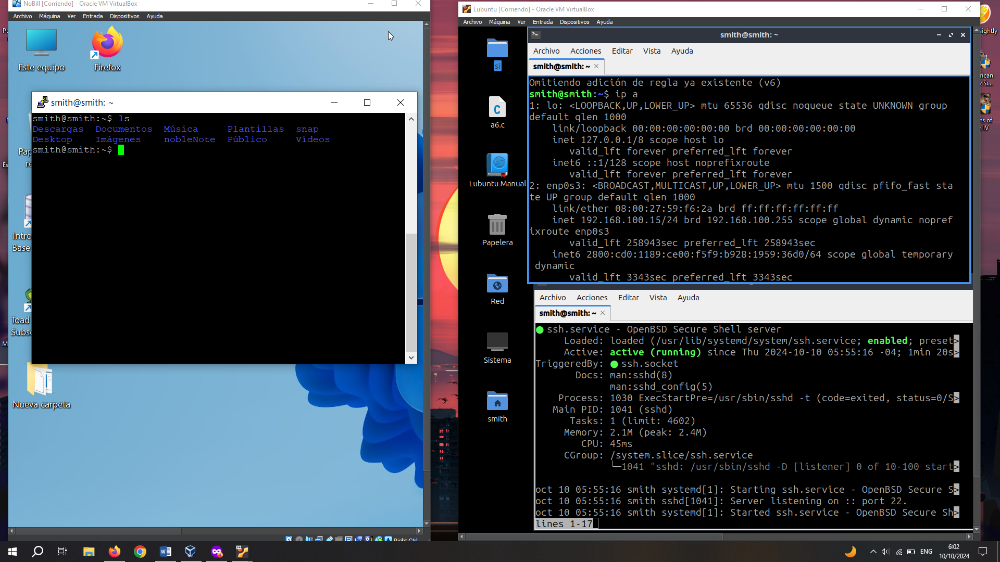 NoBill [Corriendo] - Oracle VM VirtualBox
Archivo Máquina Ver Entrada Dispositivos Ayuda
Este equipo
Firefox
smith@smith: ~
smith@smith:~$ ls
Descargas Documentos Música Plantillas snap
Desktop Imágenes nobleNote Público Vídeos
smith@smith:~$
Intro
Base
Toad
Nueva carpeta
Right Ctrl
Lubuntu [Corriendo] - Oracle VM VirtualBox
Archivo Máquina Ver Entrada Dispositivos Ayuda
si
a6.c
Lubuntu Manual
Papelera
Red
Sistema
smith
smith@smith: ~
Archivo Acciones Editar Vista Ayuda
smith@smith: ~
Omitiendo adición de regla ya existente (v6)
smith@smith:~$ ip a
1: lo: <LOOPBACK,UP,LOWER_UP> mtu 65536 qdisc noqueue state UNKNOWN group
default qlen 1000
link/loopback 00:00:00:00:00:00 brd 00:00:00:00:00:00
inet 127.0.0.1/8 scope host lo
valid_lft forever preferred_lft forever
inet6 ::1/128 scope host noprefixroute
valid_lft forever preferred_lft forever
2: enp0s3: <BROADCAST,MULTICAST,UP,LOWER_UP> mtu 1500 qdisc pfifo_fast sta
te UP group default qlen 1000
link/ether 08:00:27:59:f6:2a brd ff:ff:ff:ff:ff:ff
inet 192.168.100.15/24 brd 192.168.100.255 scope global dynamic nopref
ixroute enp0s3
valid_lft 258943sec preferred_lft 258943sec
inet6 2800:cd0:1189:ce00:f5f9:b928:1959:36d0/64 scope global temporary
dynamic
valid_lft 3343sec preferred_lft 3343sec
Archivo Acciones Editar Vista Ayuda
smith@smith: ~
ssh.service - OpenBSD Secure Shell server
Loaded: loaded (/usr/lib/systemd/system/ssh.service; enabled; preset>
Active: active (running) since Thu 2024-10-10 05:55:16 -04; 1min 20s>
TriggeredBy: ● ssh.socket
Docs: man:sshd(8)
man:sshd_config(5)
Process: 1030 ExecStartPre=/usr/sbin/sshd -t (code=exited, status=0/S>
Main PID: 1041 (sshd)
Tasks: 1 (limit: 4602)
Memory: 2.1M (peak: 2.4M)
CPU: 45ms
CGroup: /system.slice/ssh.service
└─1041 "sshd: /usr/sbin/sshd -D [listener] 0 of 10-100 start>
oct 10 05:55:16 smith systemd[1]: Starting ssh.service - OpenBSD Secure S>
oct 10 05:55:16 smith sshd[1041]: Server listening on :: port 22.
oct 10 05:55:16 smith systemd[1]: Started ssh.service - OpenBSD Secure Sh>
lines 1-17
ENG
6:02
10/10/2024